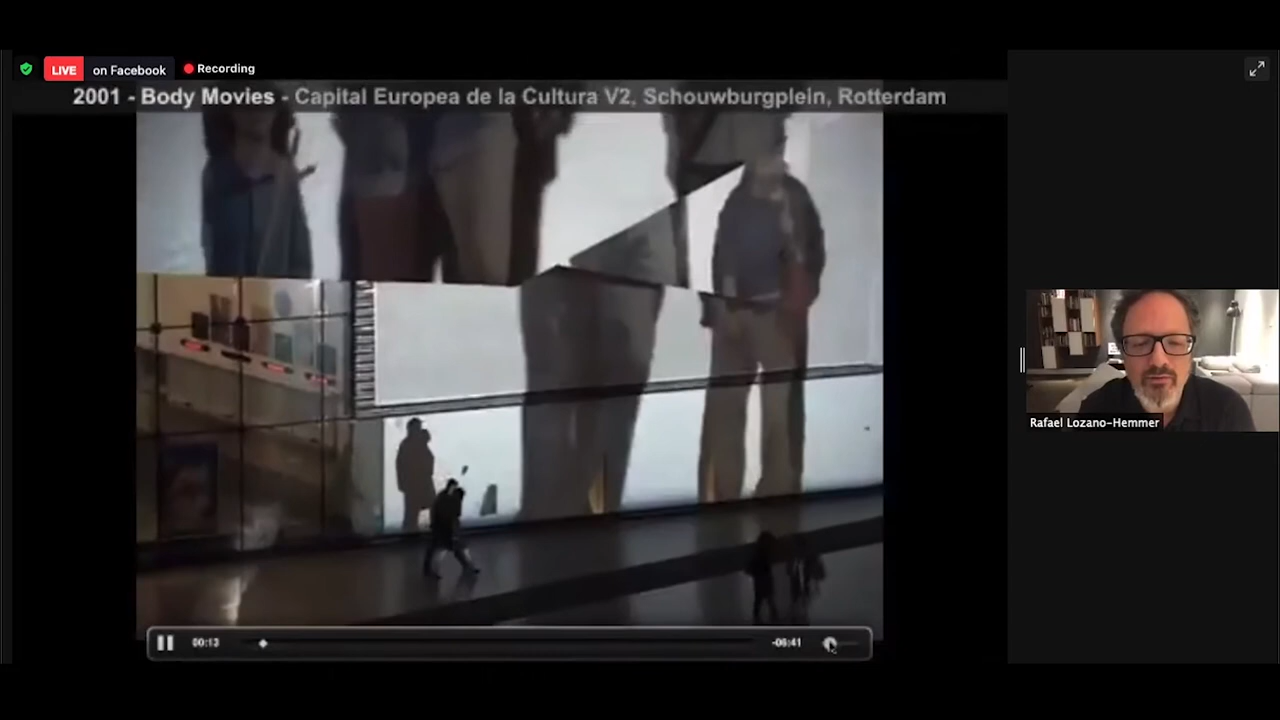 LIVE on Facebook Recording
2001 - Body Movies - Capital Europea de la Cultura V2, Schouwburgplein, Rotterdam
Rafael Lozano-Hemmer
00:13 -06:41